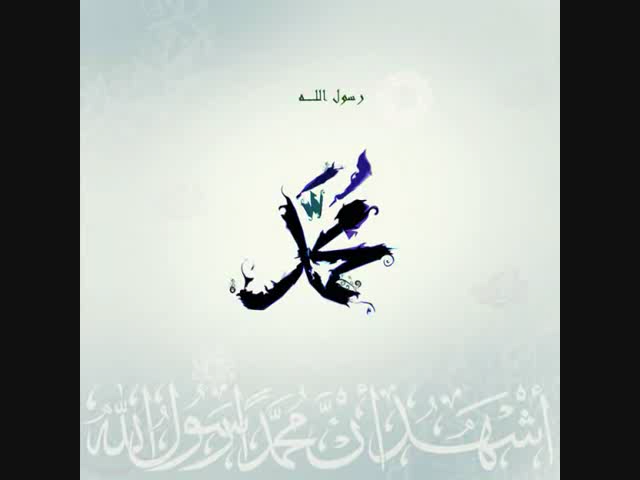 رسول الله
محمد
أشهد أن محمدا رسول الله